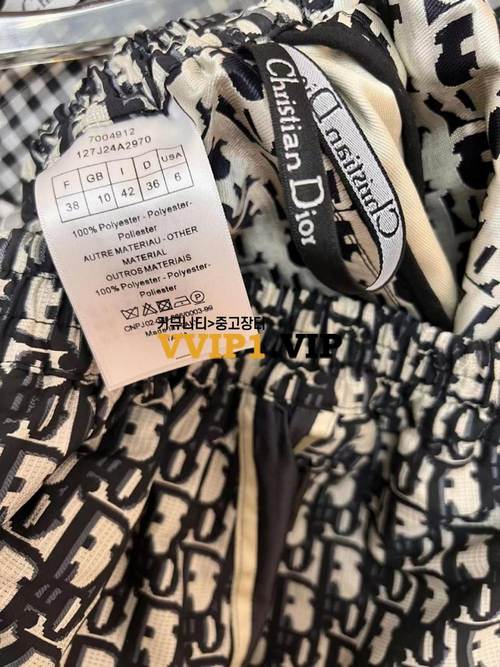 7004912
127J24A2970
F GB I D USA
38 10 42 36 6
100% Polyester - Polyester-
Poliester
AUTRE MATERIAU - OTHER
MATERIAL
OUTROS MATERIAIS
100% Polyester - Polyester-
Poliester
커뮤니티>중고장터
VVIP1.VIP
Christian Dior
Christian Dior